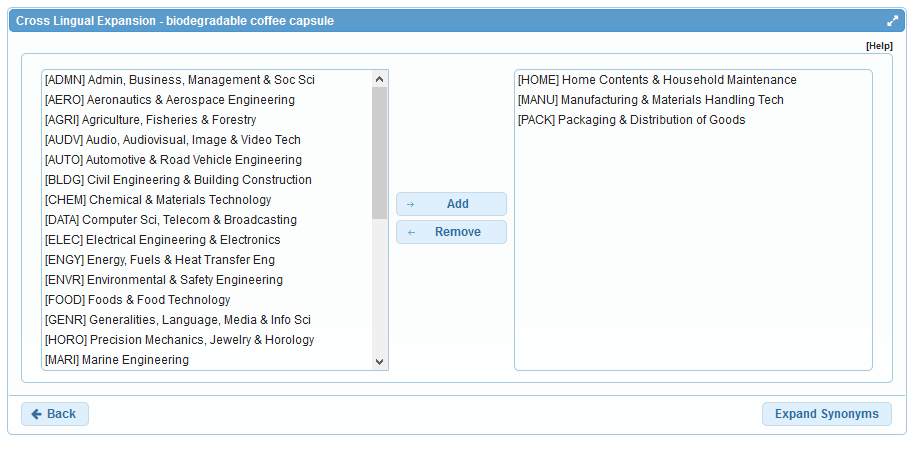 Cross Lingual Expansion - biodegradable coffee capsule
[Help]
[ADMN] Admin, Business, Management & Soc Sci
[AERO] Aeronautics & Aerospace Engineering
[AGRI] Agriculture, Fisheries & Forestry
[AUDV] Audio, Audiovisual, Image & Video Tech
[AUTO] Automotive & Road Vehicle Engineering
[BLDG] Civil Engineering & Building Construction
[CHEM] Chemical & Materials Technology
[DATA] Computer Sci, Telecom & Broadcasting
[ELEC] Electrical Engineering & Electronics
[ENGY] Energy, Fuels & Heat Transfer Eng
[ENVR] Environmental & Safety Engineering
[FOOD] Foods & Food Technology
[GENR] Generalities, Language, Media & Info Sci
[HORO] Precision Mechanics, Jewelry & Horology
[MARI] Marine Engineering
Add
Remove
[HOME] Home Contents & Household Maintenance
[MANU] Manufacturing & Materials Handling Tech
[PACK] Packaging & Distribution of Goods
Back
Expand Synonyms